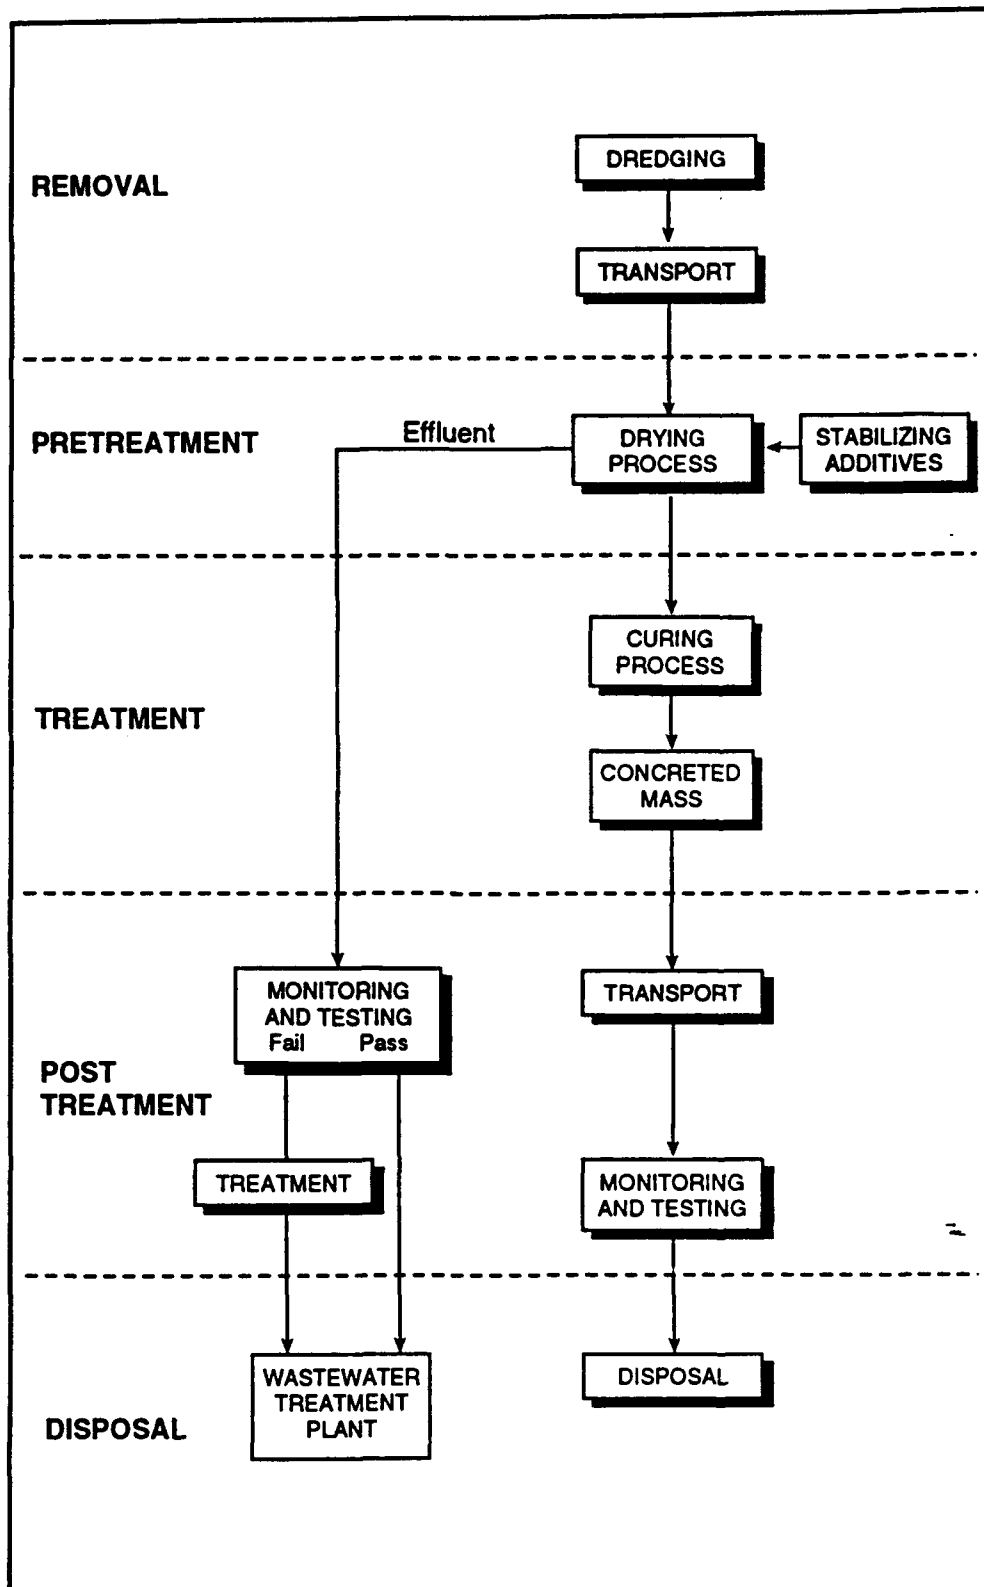 REMOVAL
DREDGING
TRANSPORT
PRETREATMENT
Effluent
DRYING
PROCESS
STABILIZING
ADDITIVES
TREATMENT
CURING
PROCESS
CONCRETED
MASS
POST
TREATMENT
MONITORING
AND TESTING
Fail Pass
TREATMENT
TRANSPORT
MONITORING
AND TESTING
DISPOSAL
WASTEWATER
TREATMENT
PLANT
DISPOSAL